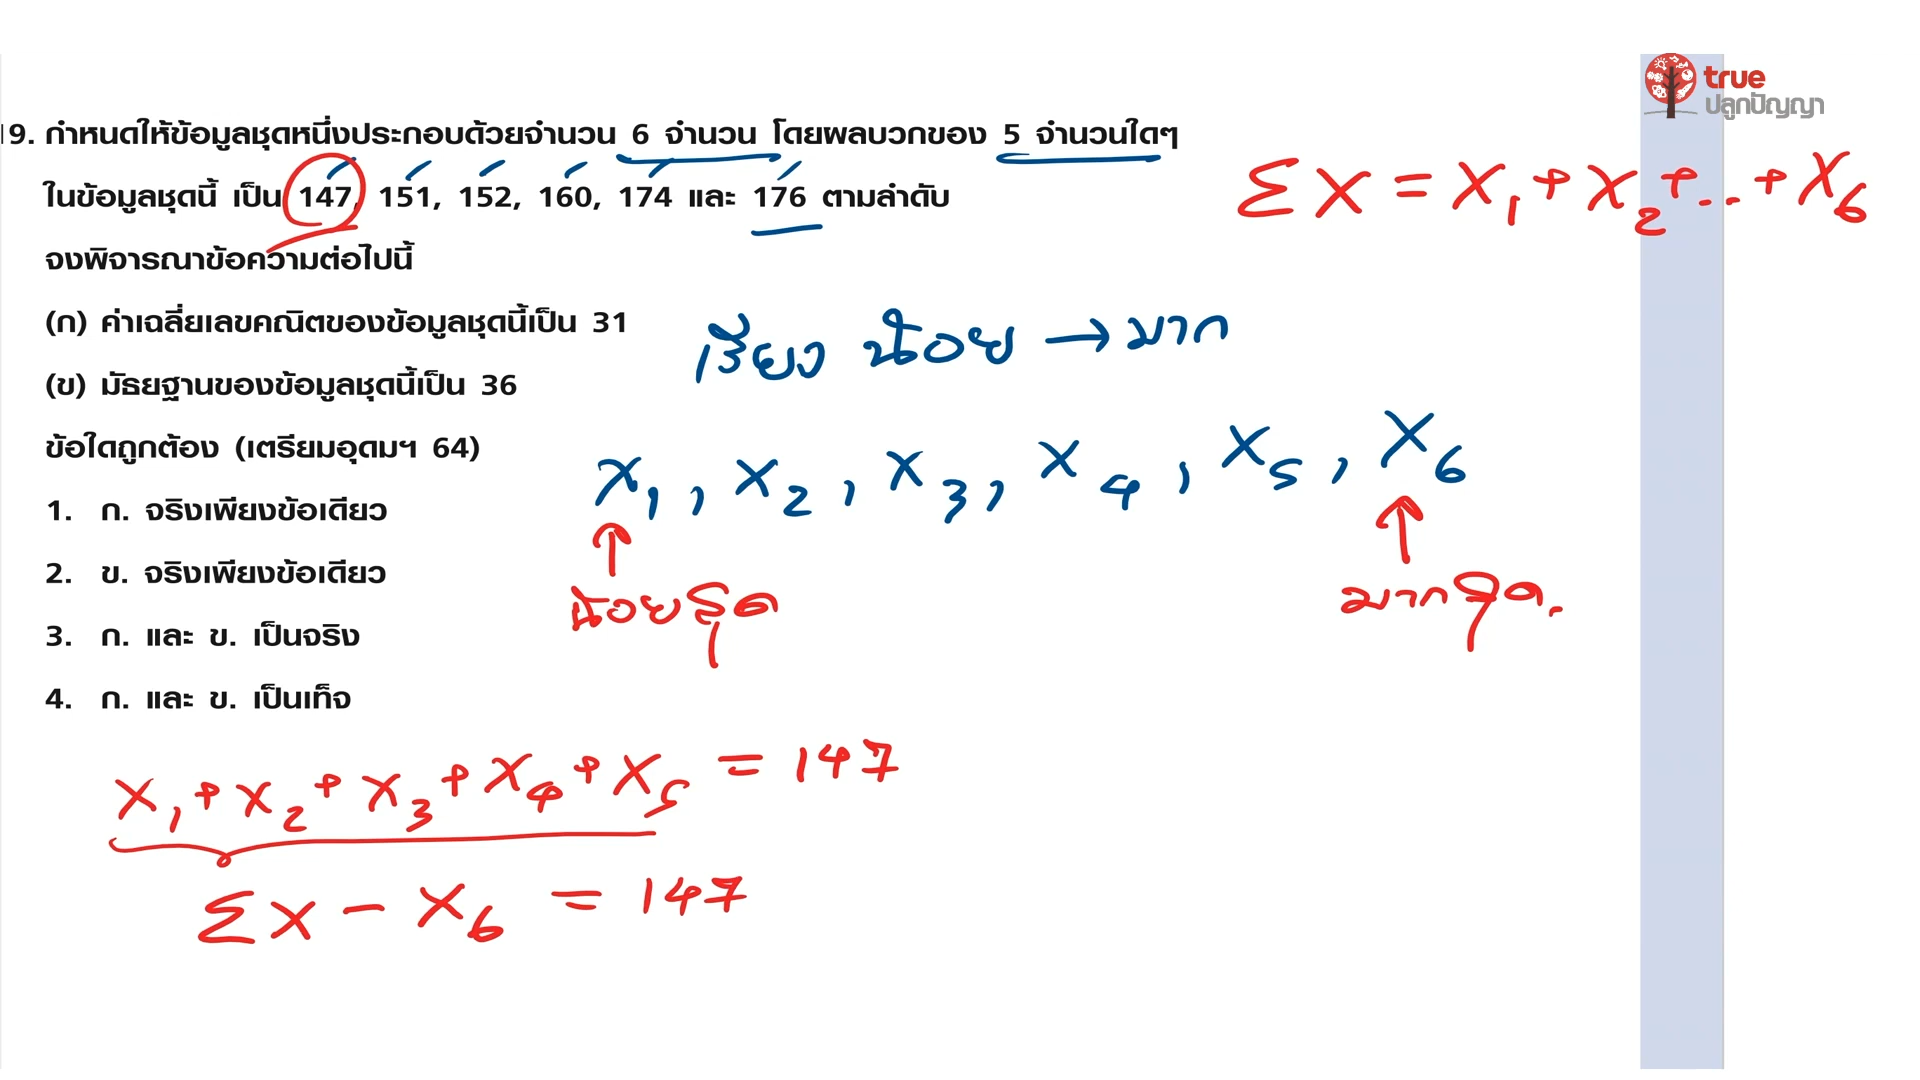 true
ปลูกปัญญา
19. กำหนดให้ข้อมูลชุดหนึ่งประกอบด้วยจำนวน 6 จำนวน โดยผลบวกของ 5 จำนวนใดๆ
ในข้อมูลชุดนี้ เป็น 147, 151, 152, 160, 174 และ 176 ตามลำดับ
Σx = x₁ + x₂ + .. + x₆
จงพิจารณาข้อความต่อไปนี้
(ก) ค่าเฉลี่ยเลขคณิตของข้อมูลชุดนี้เป็น 31
เรียง น้อย → มาก
(ข) มัธยฐานของข้อมูลชุดนี้เป็น 36
ข้อใดถูกต้อง (เตรียมอุดมฯ 64)
x₁, x₂, x₃, x₄, x₅, x₆
1. ก. จริงเพียงข้อเดียว
2. ข. จริงเพียงข้อเดียว
น้อยสุด
มากสุด.
3. ก. และ ข. เป็นจริง
4. ก. และ ข. เป็นเท็จ
x₁ + x₂ + x₃ + x₄ + x₅ = 147
Σx - x₆ = 147